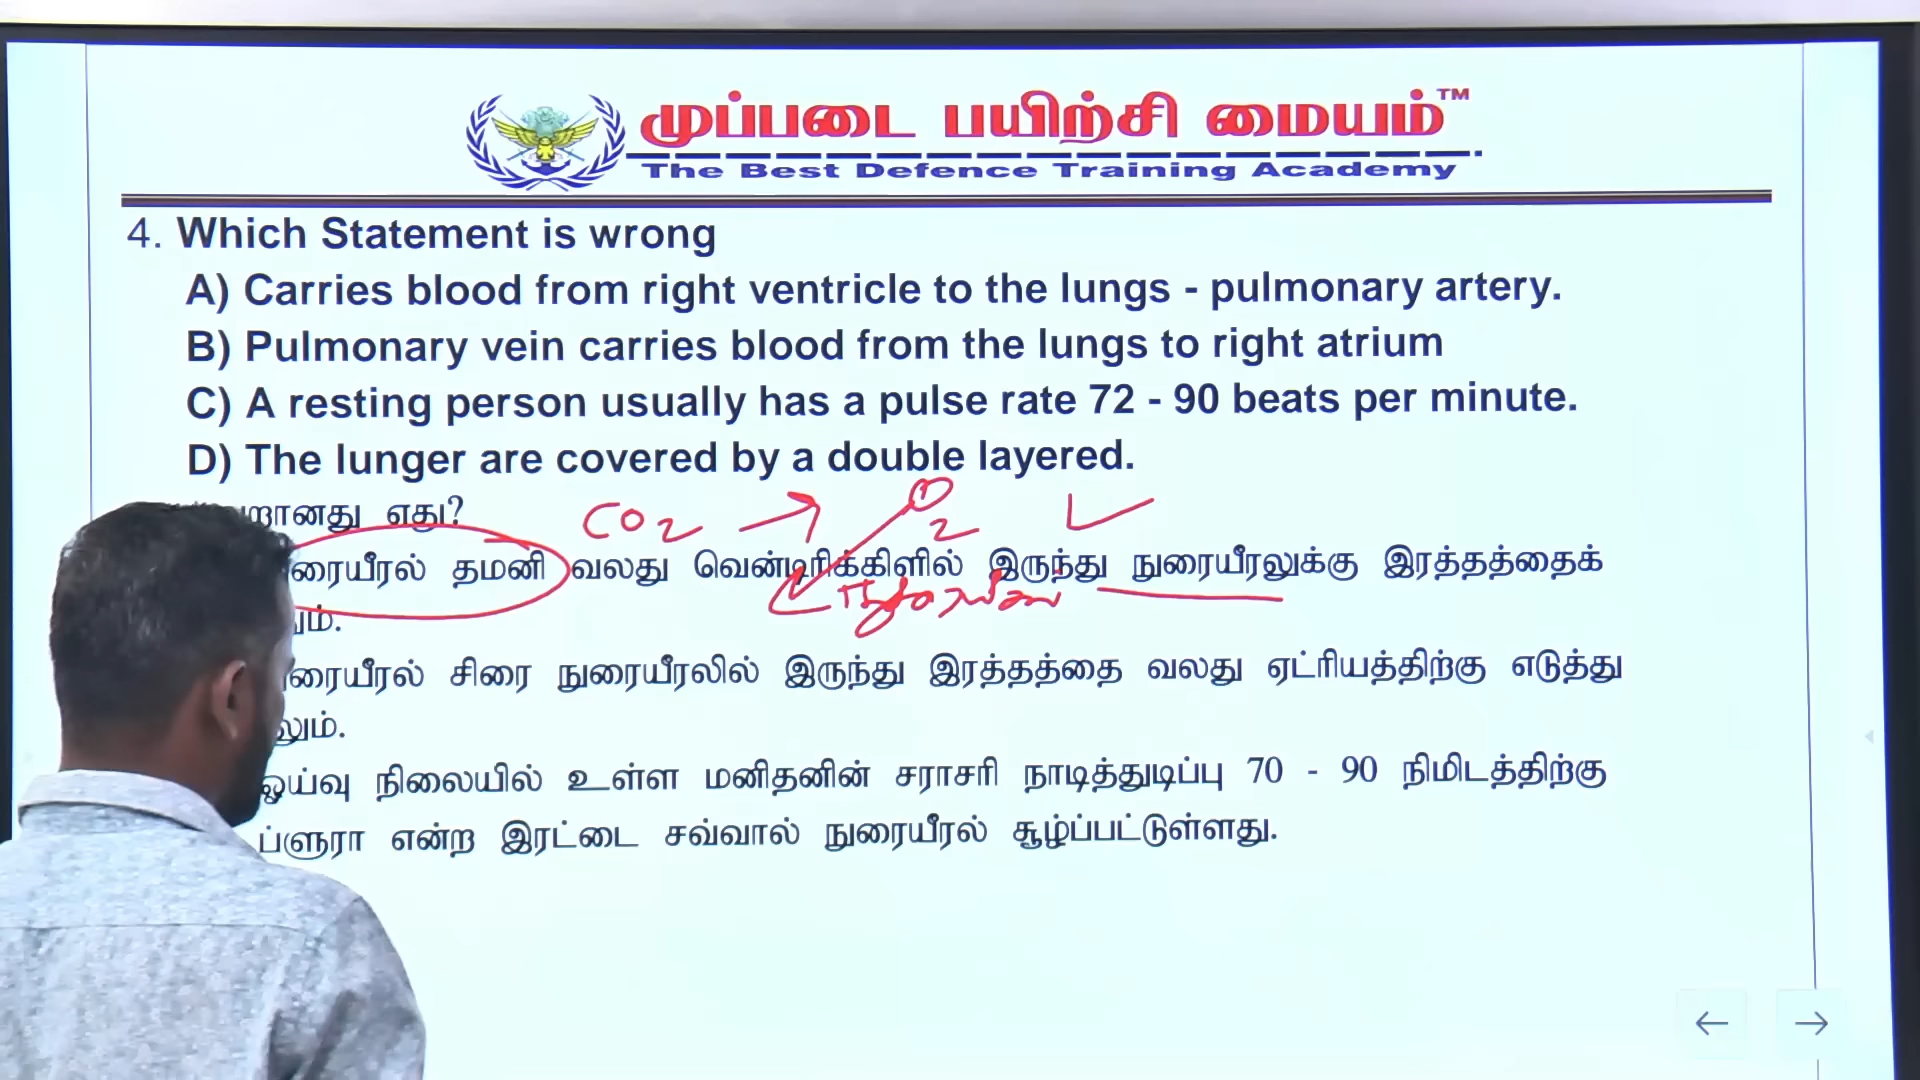 முப்படை பயிற்சி மையம்™
The Best Defence Training Academy
4. Which Statement is wrong
A) Carries blood from right ventricle to the lungs - pulmonary artery.
B) Pulmonary vein carries blood from the lungs to right atrium
C) A resting person usually has a pulse rate 72 - 90 beats per minute.
D) The lunger are covered by a double layered.
எது?
CO2 → O2
தமனி வலது வென்டிரிக்கிளில் இருந்து நுரையீரலுக்கு இரத்தத்தைக்
சிரை நுரையீரலில் இருந்து இரத்தத்தை வலது ஏட்ரியத்திற்கு எடுத்து
ஓய்வு நிலையில் உள்ள மனிதனின் சராசரி நாடித்துடிப்பு 70 - 90 நிமிடத்திற்கு
ப்ளுரா என்ற இரட்டை சவ்வால் நுரையீரல் சூழ்ப்பட்டுள்ளது.